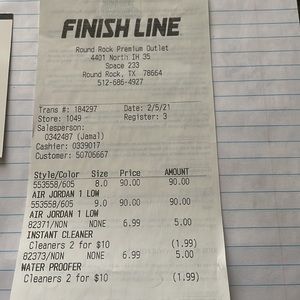 FINISH LINE
Round Rock Premium Outlet
4401 North IH 35
Space 233
Round Rock, TX 78664
512-686-4927
Trans #: 184297 Date: 2/5/21
Store: 1049 Register: 3
Salesperson:
0342487 (Jamal)
Cashier: 0339017
Customer: 50706667
Style/Color Size Price AMOUNT
553558/605 8.0 90.00 90.00
AIR JORDAN 1 LOW
553558/605 9.0 90.00 90.00
AIR JORDAN 1 LOW
82371/NON NONE 6.99 5.00
INSTANT CLEANER
Cleaners 2 for $10 (1.99)
82373/NON NONE 6.99 5.00
WATER PROOFER
Cleaners 2 for $10 (1.99)